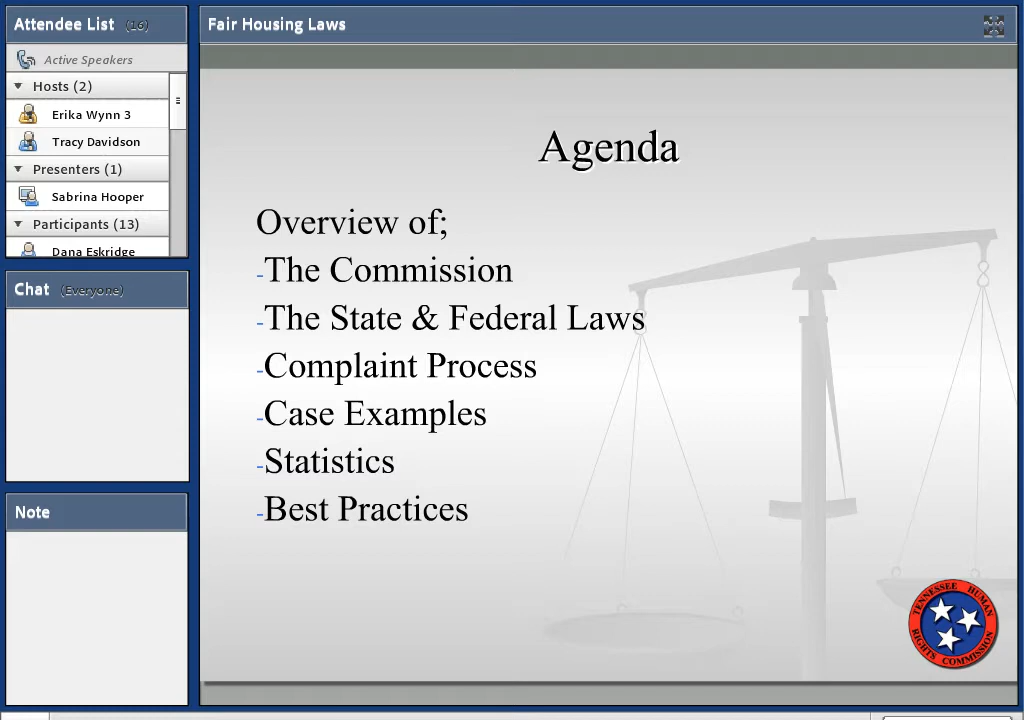 Attendee List (16)
Active Speakers
Hosts (2)
Erika Wynn 3
Tracy Davidson
Presenters (1)
Sabrina Hooper
Participants (13)
Dana Eskridge
Chat (Everyone)
Note
Fair Housing Laws
Agenda
Overview of;
-The Commission
-The State & Federal Laws
-Complaint Process
-Case Examples
-Statistics
-Best Practices
TENNESSEE HUMAN
RIGHTS COMMISSION